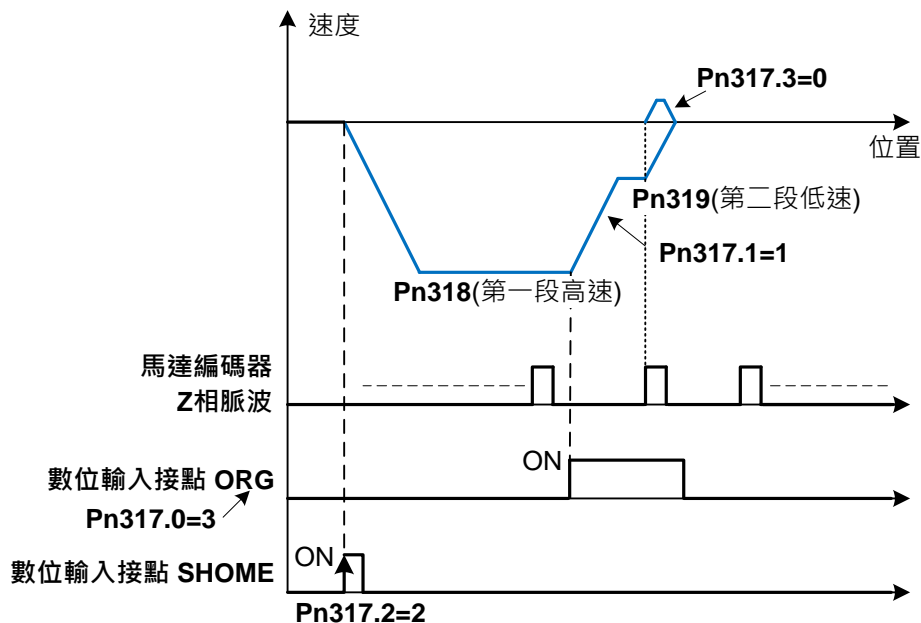 速度
Pn317.3=0
位置
Pn319(第二段低速)
Pn317.1=1
Pn318(第一段高速)
馬達編碼器
Z相脈波
ON
數位輸入接點 ORG
Pn317.0=3
ON
數位輸入接點 SHOME
Pn317.2=2